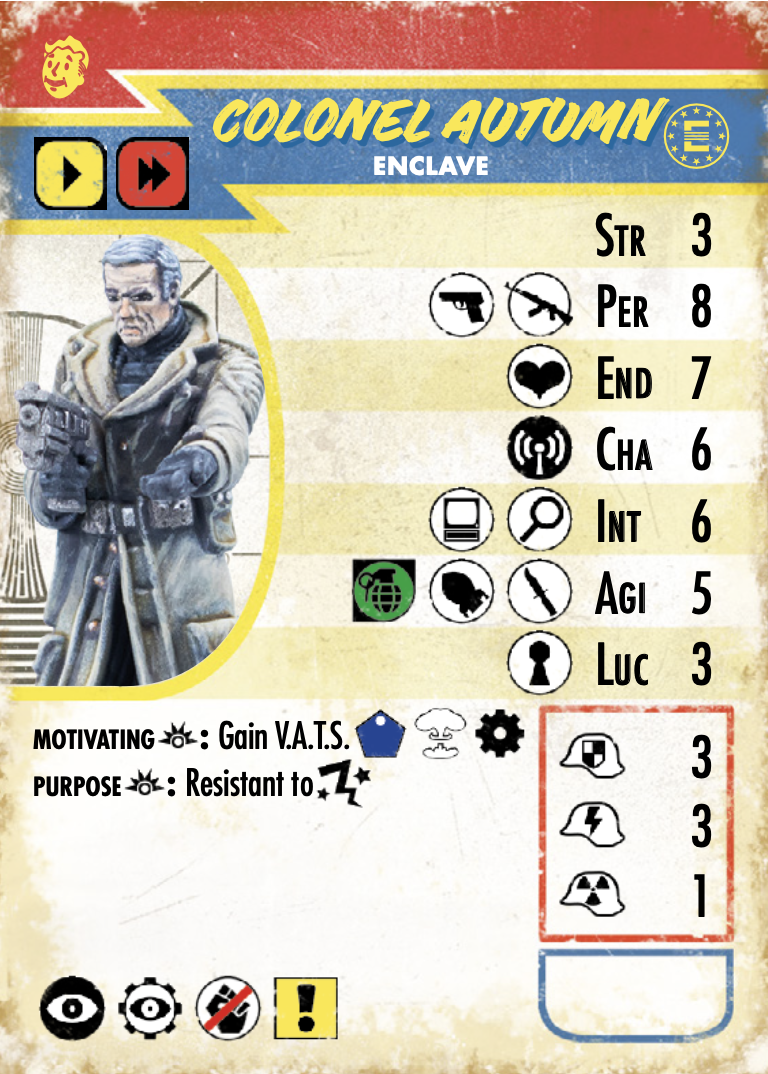 COLONEL AUTUMN
ENCLAVE
STR 3
PER 8
END 7
CHA 6
INT 6
AGI 5
LUC 3
MOTIVATING : Gain V.A.T.S.
PURPOSE : Resistant to
3
3
1